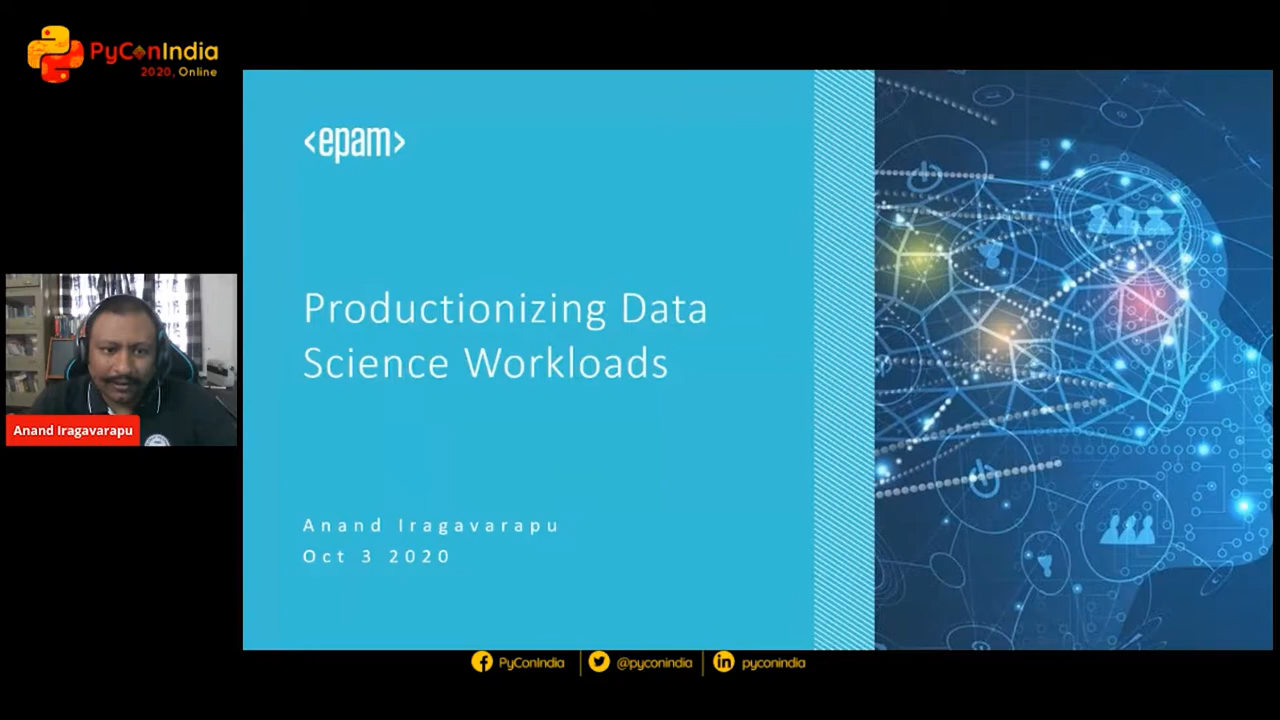 PyConIndia
2020, Online
<epam>
Productionizing Data
Science Workloads
Anand Iragavarapu
Oct 3 2020
Anand Iragavarapu
PyConIndia
@pyconindia
pyconindia